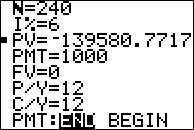 N=240
I%=6
PV=-139580.7717
PMT=1000
FV=0
P/Y=12
C/Y=12
PMT:END BEGIN